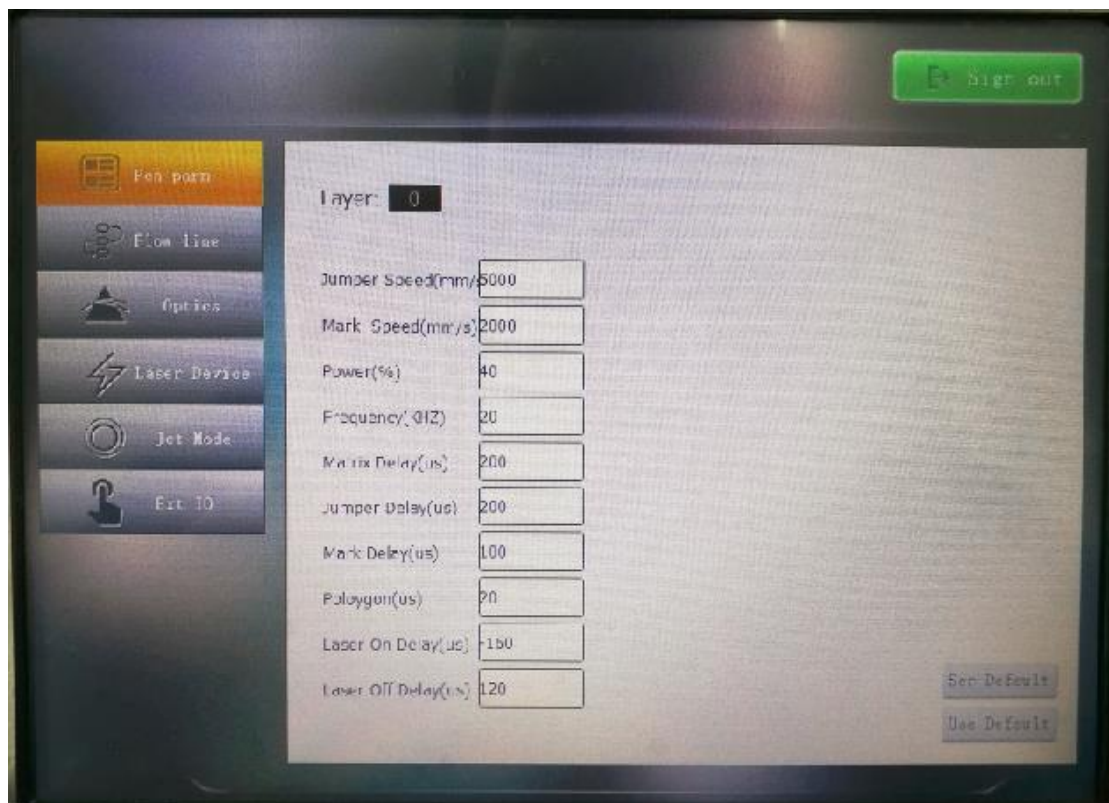 Sign out
Pen parm
Flow line
Optics
Laser Device
Jet Mode
Ext IO
Layer: 0
Jumper Speed(mm/s 5000
Mark Speed(mm/s) 2000
Power(%) 40
Frequency(KHZ) 20
Matrix Delay(us) 200
Jumper Delay(us) 200
Mark Delay(us) 100
Poloygon(us) 20
Laser On Delay(us) -150
Laser Off Delay(us) 120
Set Default
Use Default